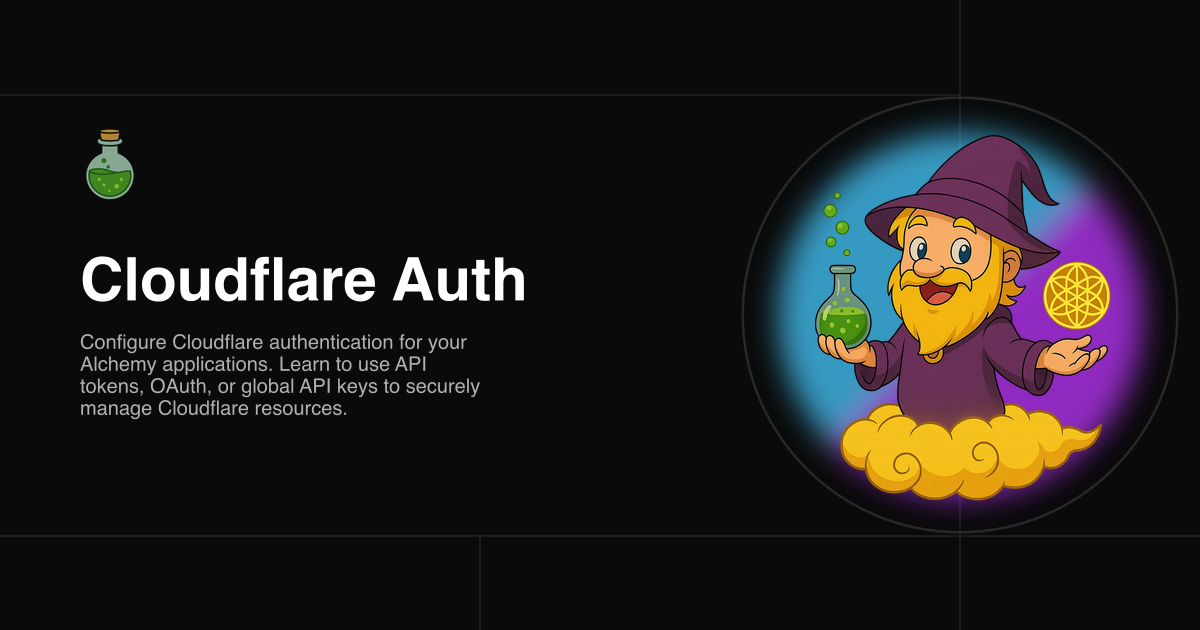 Cloudflare Auth
Configure Cloudflare authentication for your
Alchemy applications. Learn to use API
tokens, OAuth, or global API keys to securely
manage Cloudflare resources.